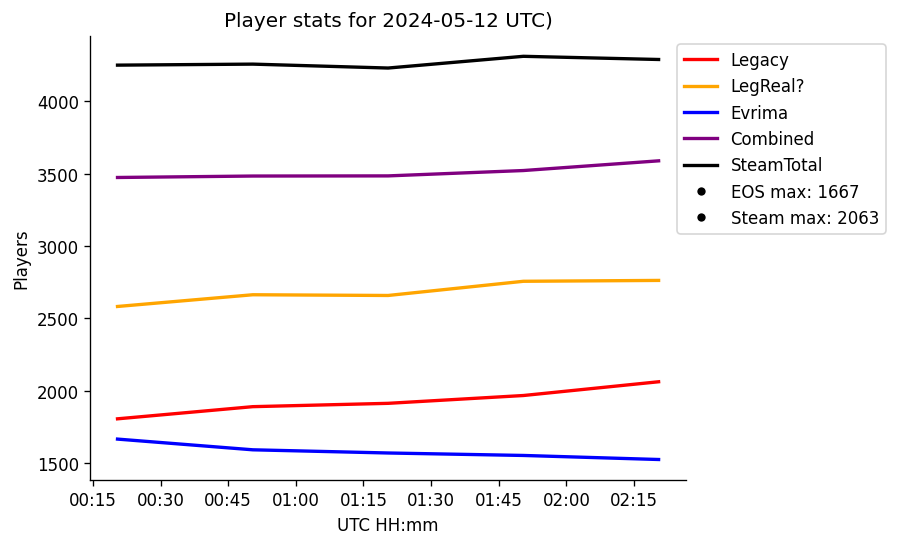 Player stats for 2024-05-12 UTC)
Legacy
LegReal?
Evrima
Combined
SteamTotal
EOS max: 1667
Steam max: 2063
Players
4000
3500
3000
2500
2000
1500
00:15 00:30 00:45 01:00 01:15 01:30 01:45 02:00 02:15
UTC HH:mm